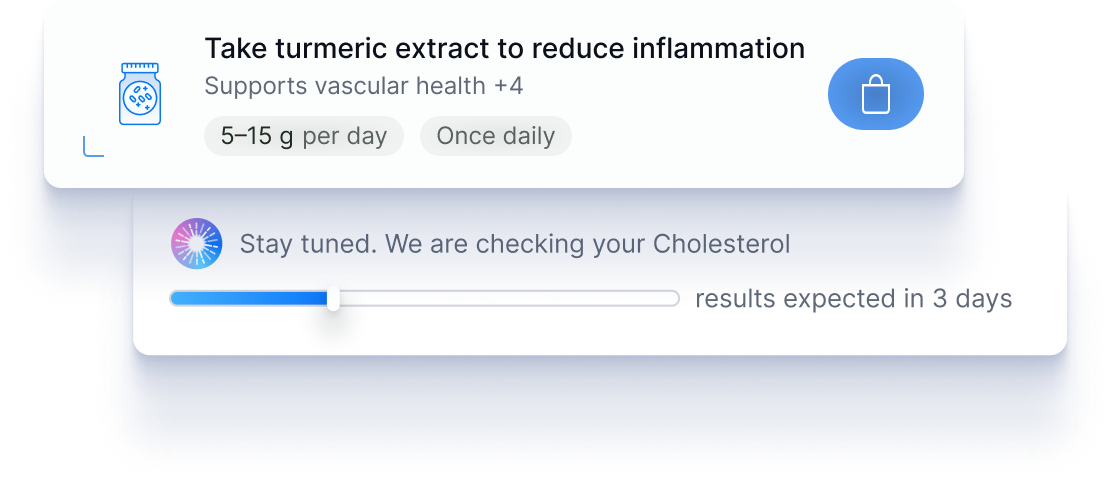 Take turmeric extract to reduce inflammation
Supports vascular health +4
5–15 g per day Once daily
Stay tuned. We are checking your Cholesterol
results expected in 3 days